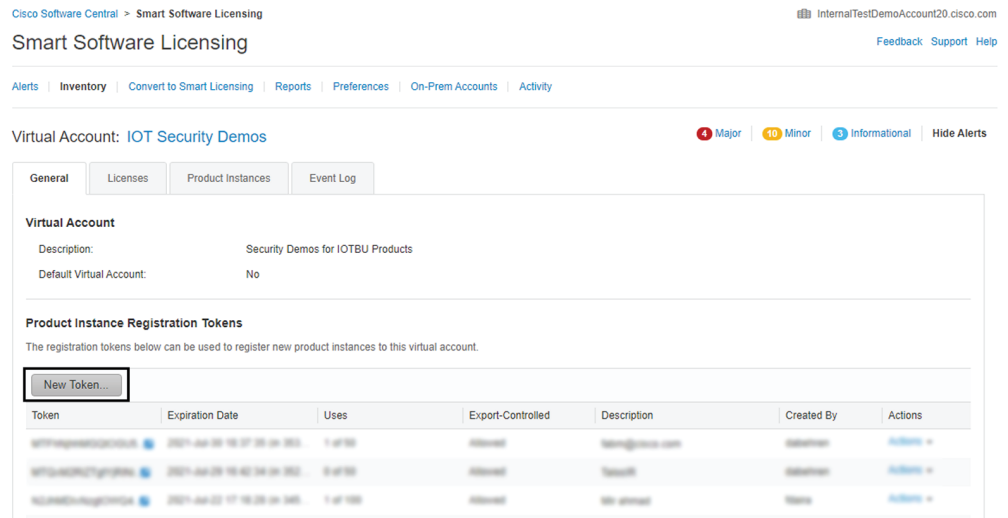 Cisco Software Central > Smart Software Licensing
InternalTestDemoAccount20.cisco.com
Smart Software Licensing
Feedback Support Help
Alerts Inventory Convert to Smart Licensing Reports Preferences On-Prem Accounts Activity
Virtual Account: IOT Security Demos
4 Major 10 Minor 3 Informational Hide Alerts
General Licenses Product Instances Event Log
Virtual Account
Description: Security Demos for IOTBU Products
Default Virtual Account: No
Product Instance Registration Tokens
The registration tokens below can be used to register new product instances to this virtual account.
New Token...
Token Expiration Date Uses Export-Controlled Description Created By Actions
Allowed Actions
Allowed Actions
Allowed Actions